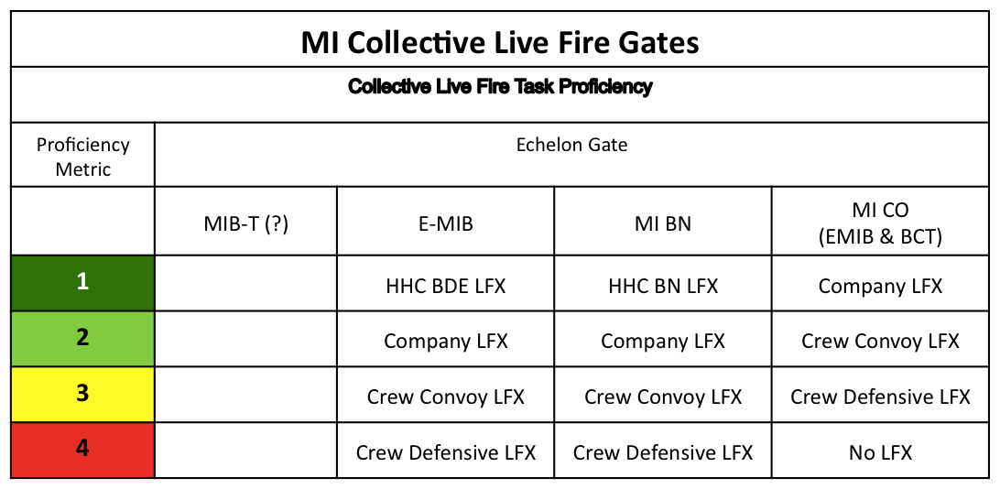 MI Collective Live Fire Gates
Collective Live Fire Task Proficiency
Proficiency Metric
Echelon Gate
MIB-T (?)
E-MIB
MI BN
MI CO
(EMIB & BCT)
1
HHC BDE LFX
HHC BN LFX
Company LFX
2
Company LFX
Company LFX
Crew Convoy LFX
3
Crew Convoy LFX
Crew Convoy LFX
Crew Defensive LFX
4
Crew Defensive LFX
Crew Defensive LFX
No LFX